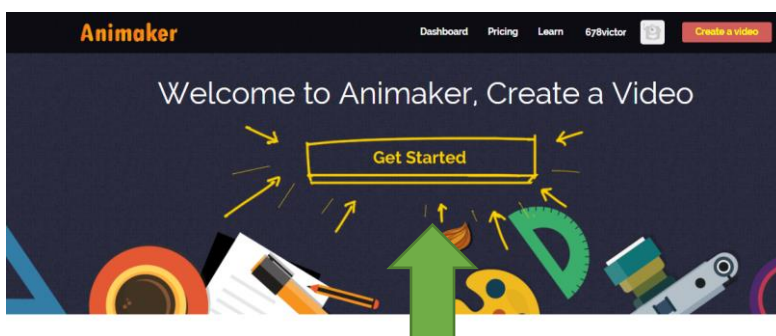 Animaker Dashboard Pricing Learn 678victor Create a video
Welcome to Animaker, Create a Video
Get Started